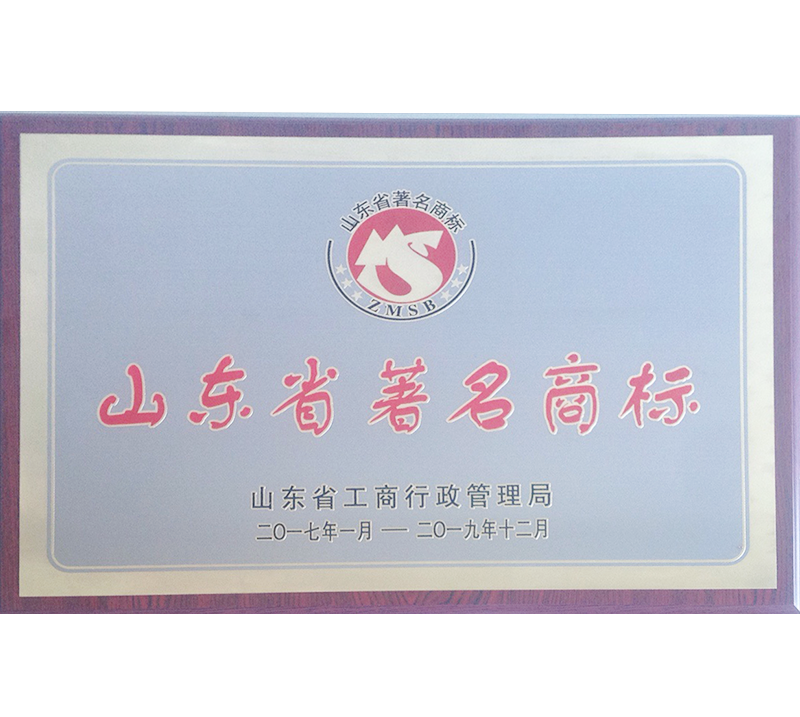 山东省著名商标
ZMSB
山东省著名商标
山东省工商行政管理局
二〇一七年一月 — 二〇一九年十二月